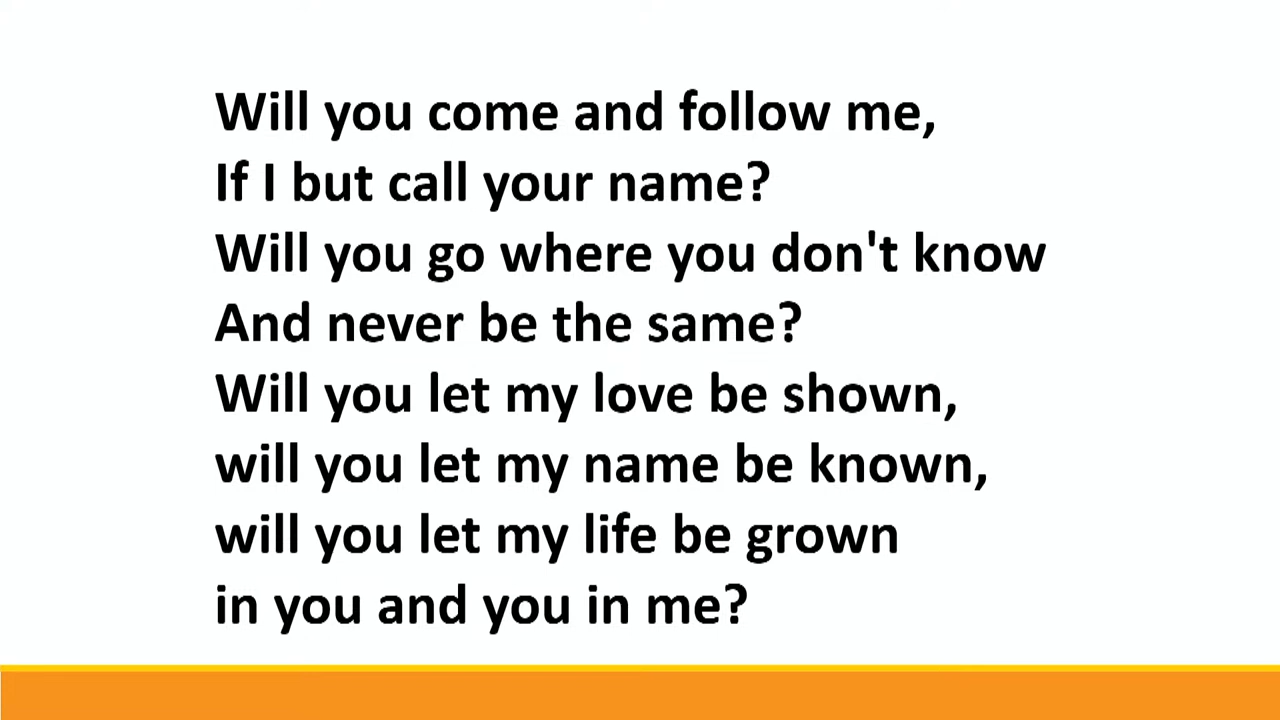 Will you come and follow me,
If I but call your name?
Will you go where you don't know
And never be the same?
Will you let my love be shown,
will you let my name be known,
will you let my life be grown
in you and you in me?